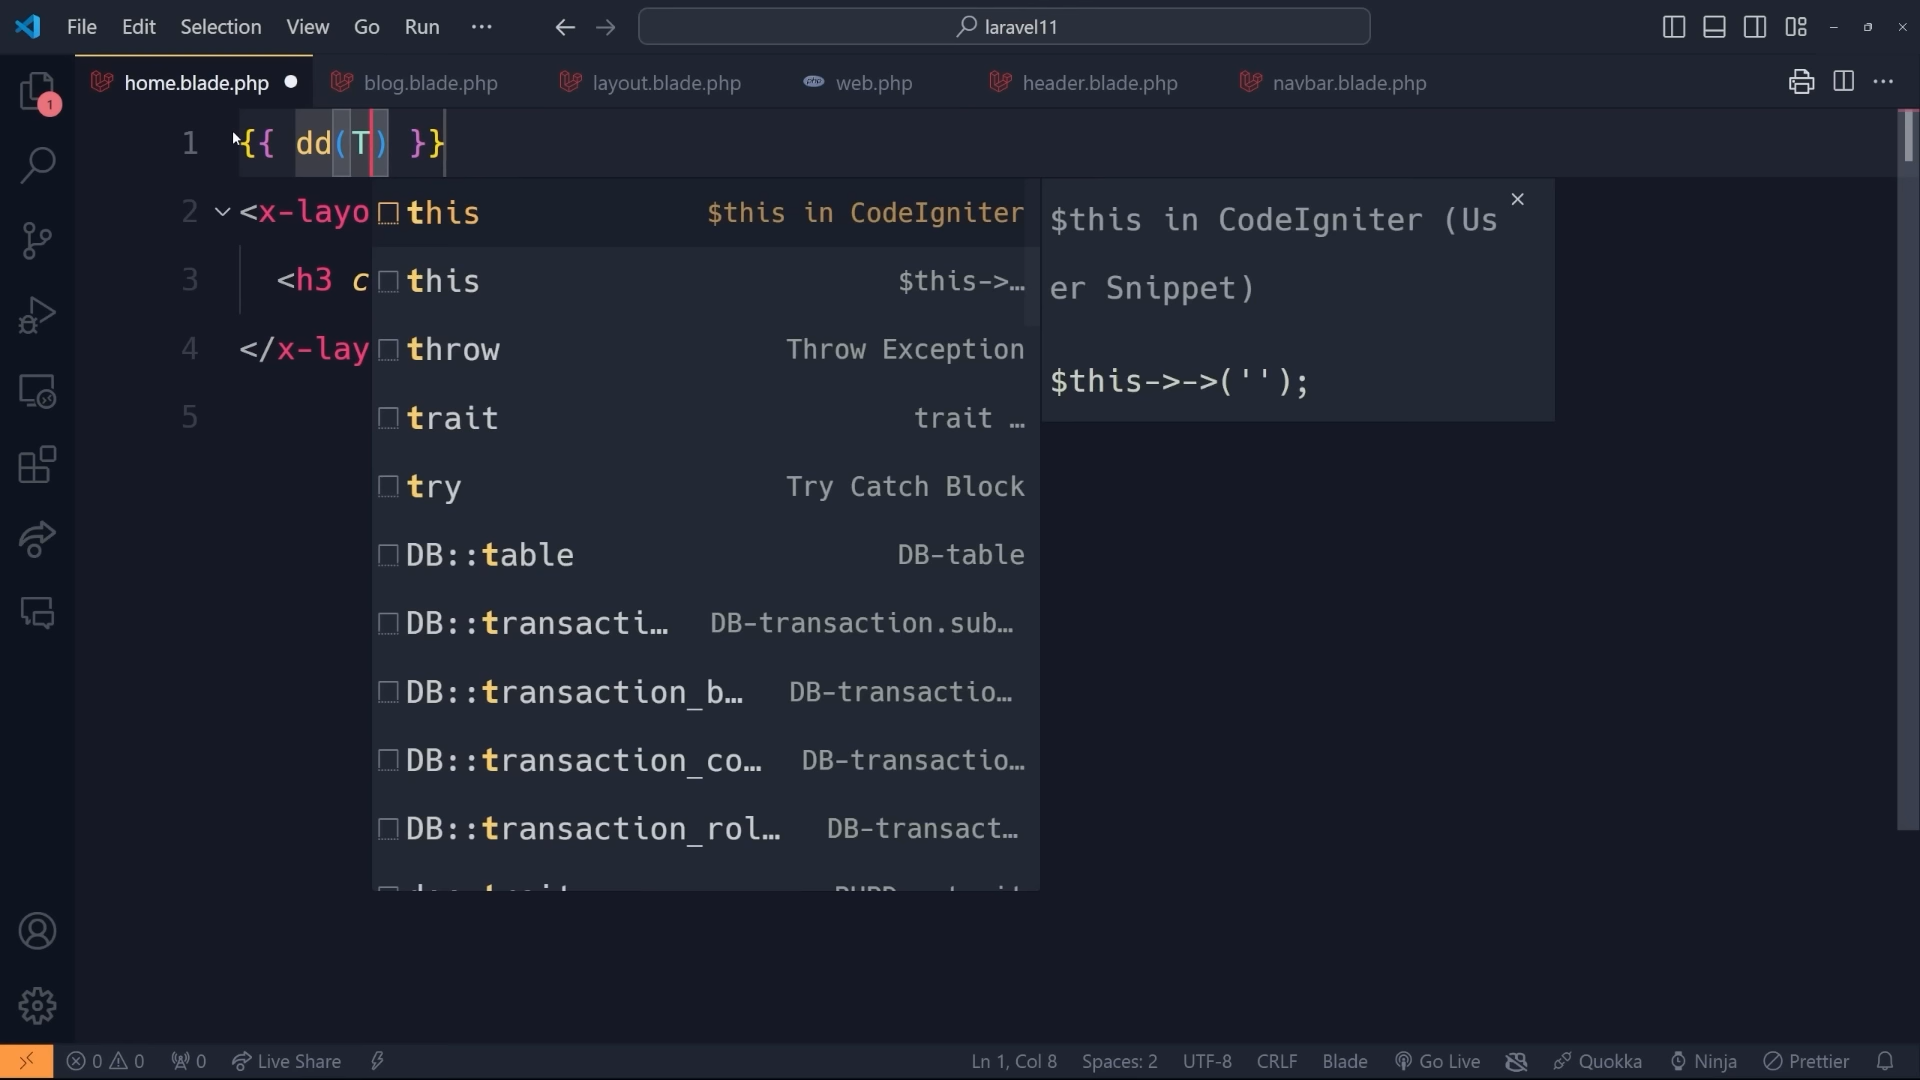 File Edit Selection View Go Run ... laravel11
1
home.blade.php blog.blade.php layout.blade.php php web.php header.blade.php navbar.blade.php
1 {{ dd(T) }}
2 <x-layo
3 <h3 c
4 </x-lay
5
this $this in CodeIgniter
this $this->…
throw Throw Exception
trait trait …
try Try Catch Block
DB::table DB-table
DB::transacti… DB-transaction.sub…
DB::transaction_b… DB-transactio…
DB::transaction_co… DB-transactio…
DB::transaction_rol… DB-transact…
$this in CodeIgniter (Us
er Snippet)
$this->->('');
0 0 0 Live Share Ln 1, Col 8 Spaces: 2 UTF-8 CRLF Blade Go Live Quokka Ninja Prettier